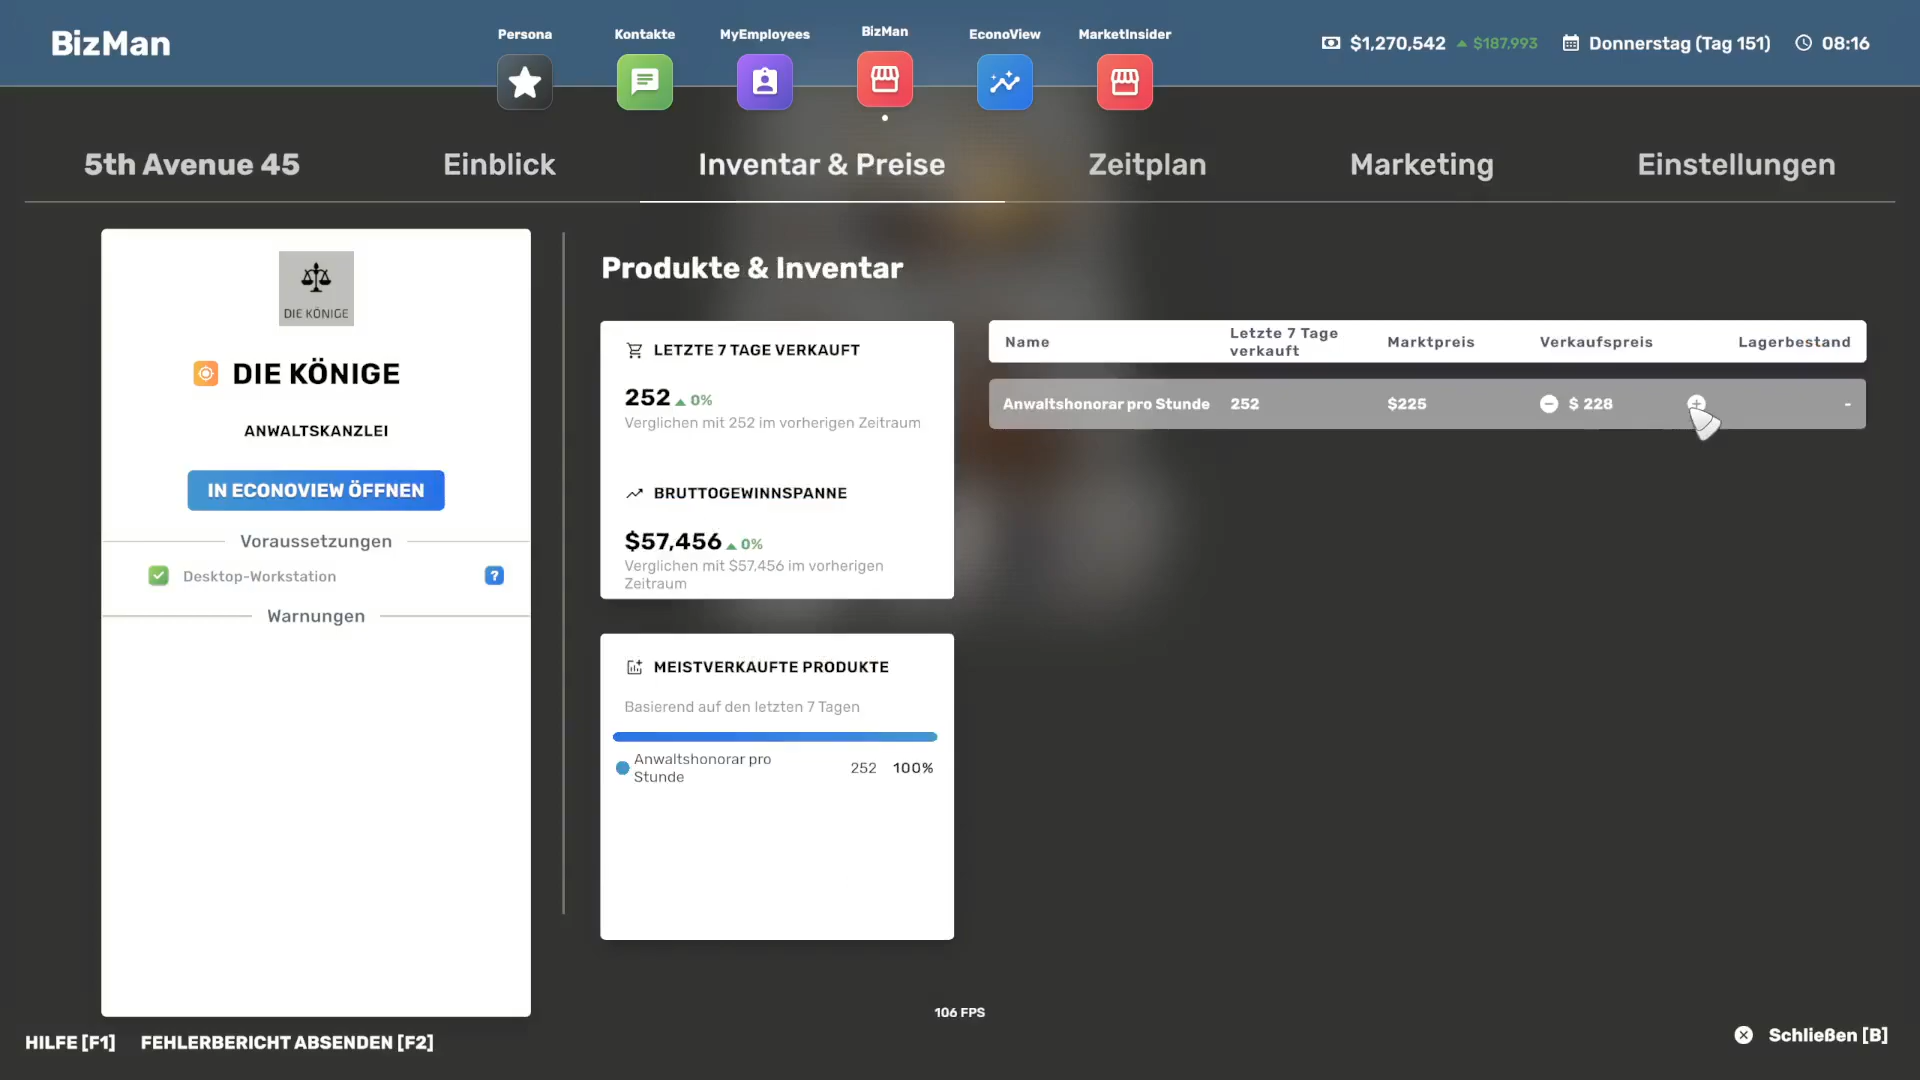 BizMan
Persona
Kontakte
MyEmployees
BizMan
EconoView
MarketInsider
$1,270,542 $187.993 Donnerstag (Tag 151) 08:16
5th Avenue 45
Einblick
Inventar & Preise
Zeitplan
Marketing
Einstellungen
DIE KÖNIGE
DIE KÖNIGE
ANWALTSKANZLEI
IN ECONOVIEW ÖFFNEN
Voraussetzungen
Desktop-Workstation ?
Warnungen
Produkte & Inventar
LETZTE 7 TAGE VERKAUFT
252 0%
Verglichen mit 252 im vorherigen Zeitraum
BRUTTOGEWINNSPANNE
$57,456 0%
Verglichen mit $57,456 im vorherigen
Zeitraum
MEISTVERKAUFTE PRODUKTE
Basierend auf den letzten 7 Tagen
Anwaltshonorar pro
Stunde
252 100%
Name
Letzte 7 Tage
verkauft
Marktpreis
Verkaufspreis
Lagerbestand
Anwaltshonorar pro Stunde 252 $225 $ 228 -
106 FPS
HILFE [F1] FEHLERBERICHT ABSENDEN [F2]
Schließen [B]